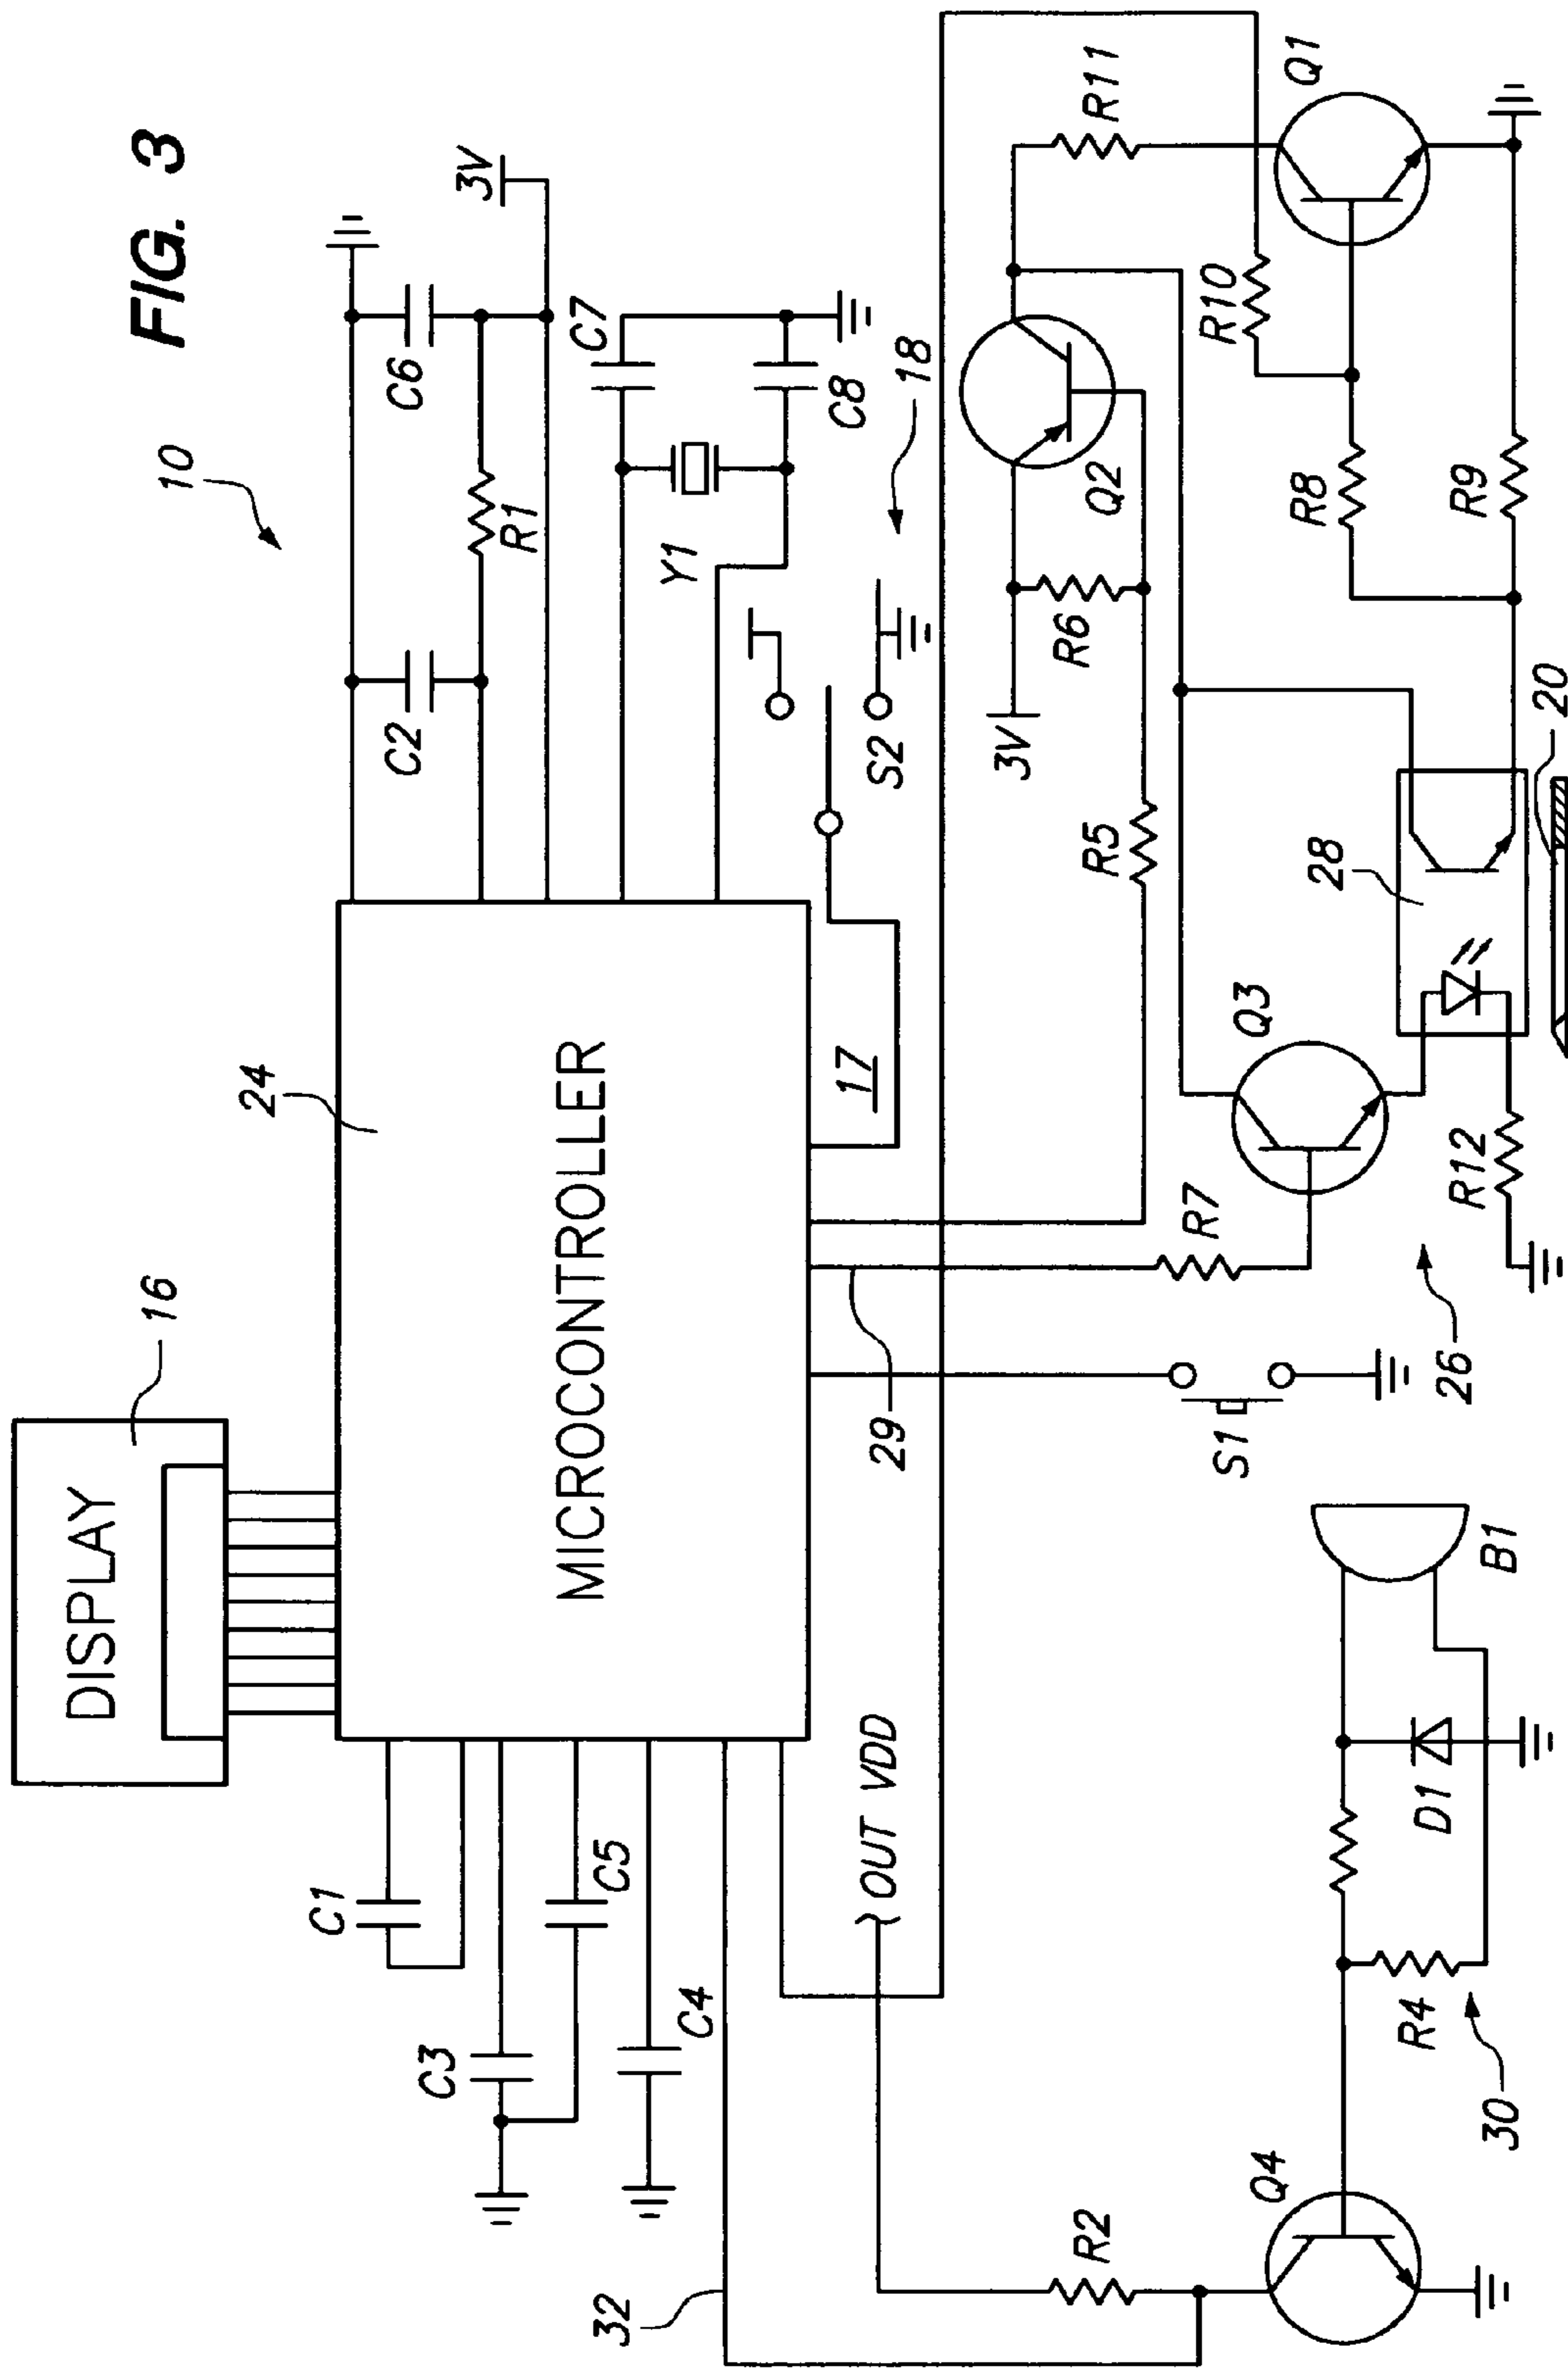 FIG. 3
10
DISPLAY
16
24
MICROCONTROLLER
C1
C3
C5
C4
32
OUT VDD
C2
C6
R1
3V
C7
C8
Y1
S2
18
17
29
R2
Q4
R4
30
D1
B1
S1
26
R7
Q3
R12
28
20
R5
R6
3V
Q2
R8
R9
R10
R11
Q1